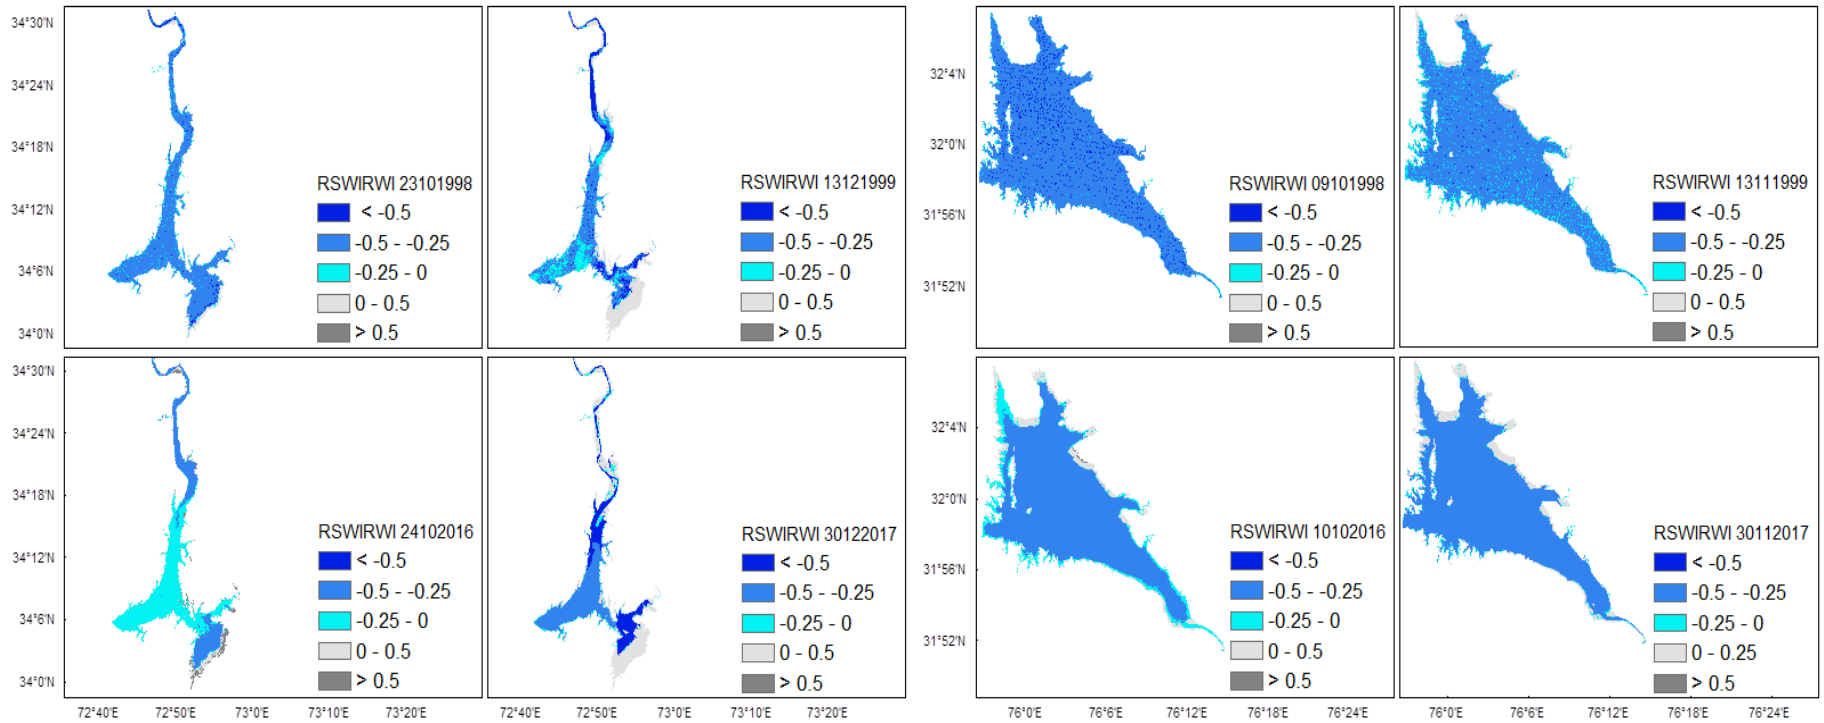 34°30'N
34°24'N
34°18'N
34°12'N
34°6'N
34°0'N
RSWIRWI 23101998
< -0.5
-0.5 - -0.25
-0.25 - 0
0 - 0.5
> 0.5
RSWIRWI 13121999
< -0.5
-0.5 - -0.25
-0.25 - 0
0 - 0.5
> 0.5
32°4'N
32°0'N
31°56'N
31°52'N
RSWIRWI 09101998
< -0.5
-0.5 - -0.25
-0.25 - 0
0 - 0.5
> 0.5
RSWIRWI 13111999
< -0.5
-0.5 - -0.25
-0.25 - 0
0 - 0.5
> 0.5
34°30'N
34°24'N
34°18'N
34°12'N
34°6'N
34°0'N
RSWIRWI 24102016
< -0.5
-0.5 - -0.25
-0.25 - 0
0 - 0.5
> 0.5
72°40'E 72°50'E 73°0'E 73°10'E 73°20'E
RSWIRWI 30122017
< -0.5
-0.5 - -0.25
-0.25 - 0
0 - 0.5
> 0.5
72°40'E 72°50'E 73°0'E 73°10'E 73°20'E
32°4'N
32°0'N
31°56'N
31°52'N
RSWIRWI 10102016
< -0.5
-0.5 - -0.25
-0.25 - 0
0 - 0.5
> 0.5
76°0'E 76°6'E 76°12'E 76°18'E 76°24'E
RSWIRWI 30112017
< -0.5
-0.5 - -0.25
-0.25 - 0
0 - 0.25
> 0.5
76°0'E 76°6'E 76°12'E 76°18'E 76°24'E